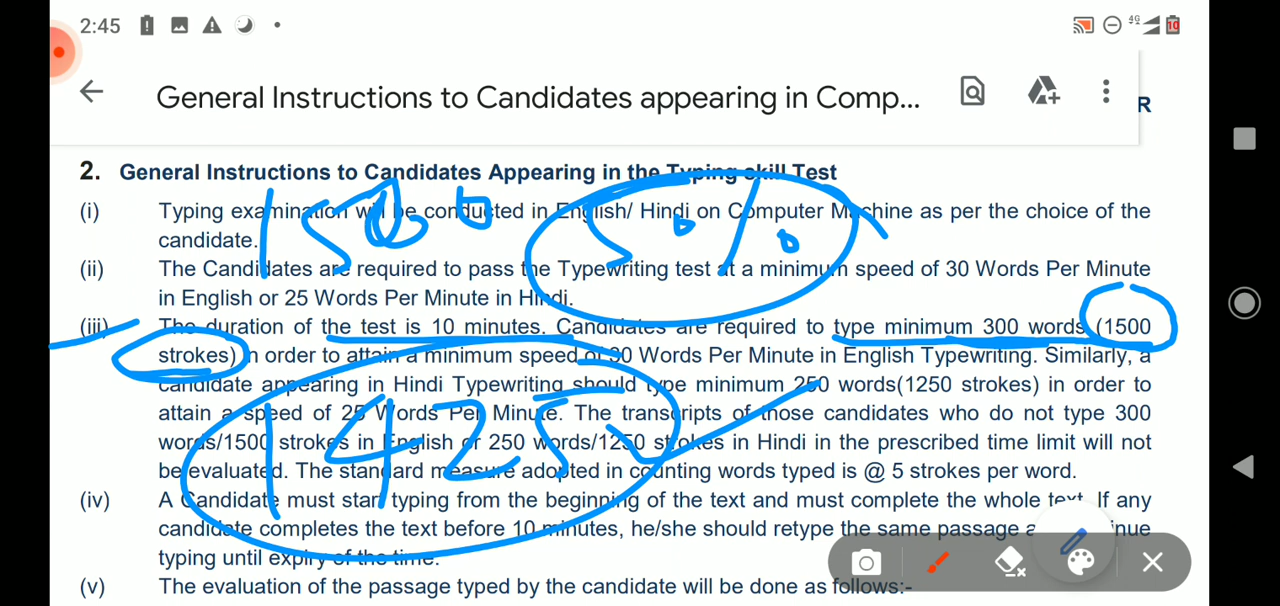 2:45
4G 10
General Instructions to Candidates appearing in Comp...
R
2. General Instructions to Candidates Appearing in the Typing skill Test
(i) Typing examination will be conducted in English/ Hindi on Computer Machine as per the choice of the
candidate.
1500 5%
(ii) The Candidates are required to pass the Typewriting test at a minimum speed of 30 Words Per Minute
in English or 25 Words Per Minute in Hindi.
(iii) The duration of the test is 10 minutes. Candidates are required to type minimum 300 words (1500
strokes) in order to attain a minimum speed of 30 Words Per Minute in English Typewriting. Similarly, a
candidate appearing in Hindi Typewriting should type minimum 250 words(1250 strokes) in order to
attain a speed of 25 Words Per Minute. The transcripts of those candidates who do not type 300
words/1500 strokes in English or 250 words/1250 strokes in Hindi in the prescribed time limit will not
be evaluated. The standard measure adopted in counting words typed is @ 5 strokes per word.
1425
(iv) A Candidate must start typing from the beginning of the text and must complete the whole text. If any
candidate completes the text before 10 minutes, he/she should retype the same passage a inue
typing until expiry of the time.
(v) The evaluation of the passage typed by the candidate will be done as follows:-